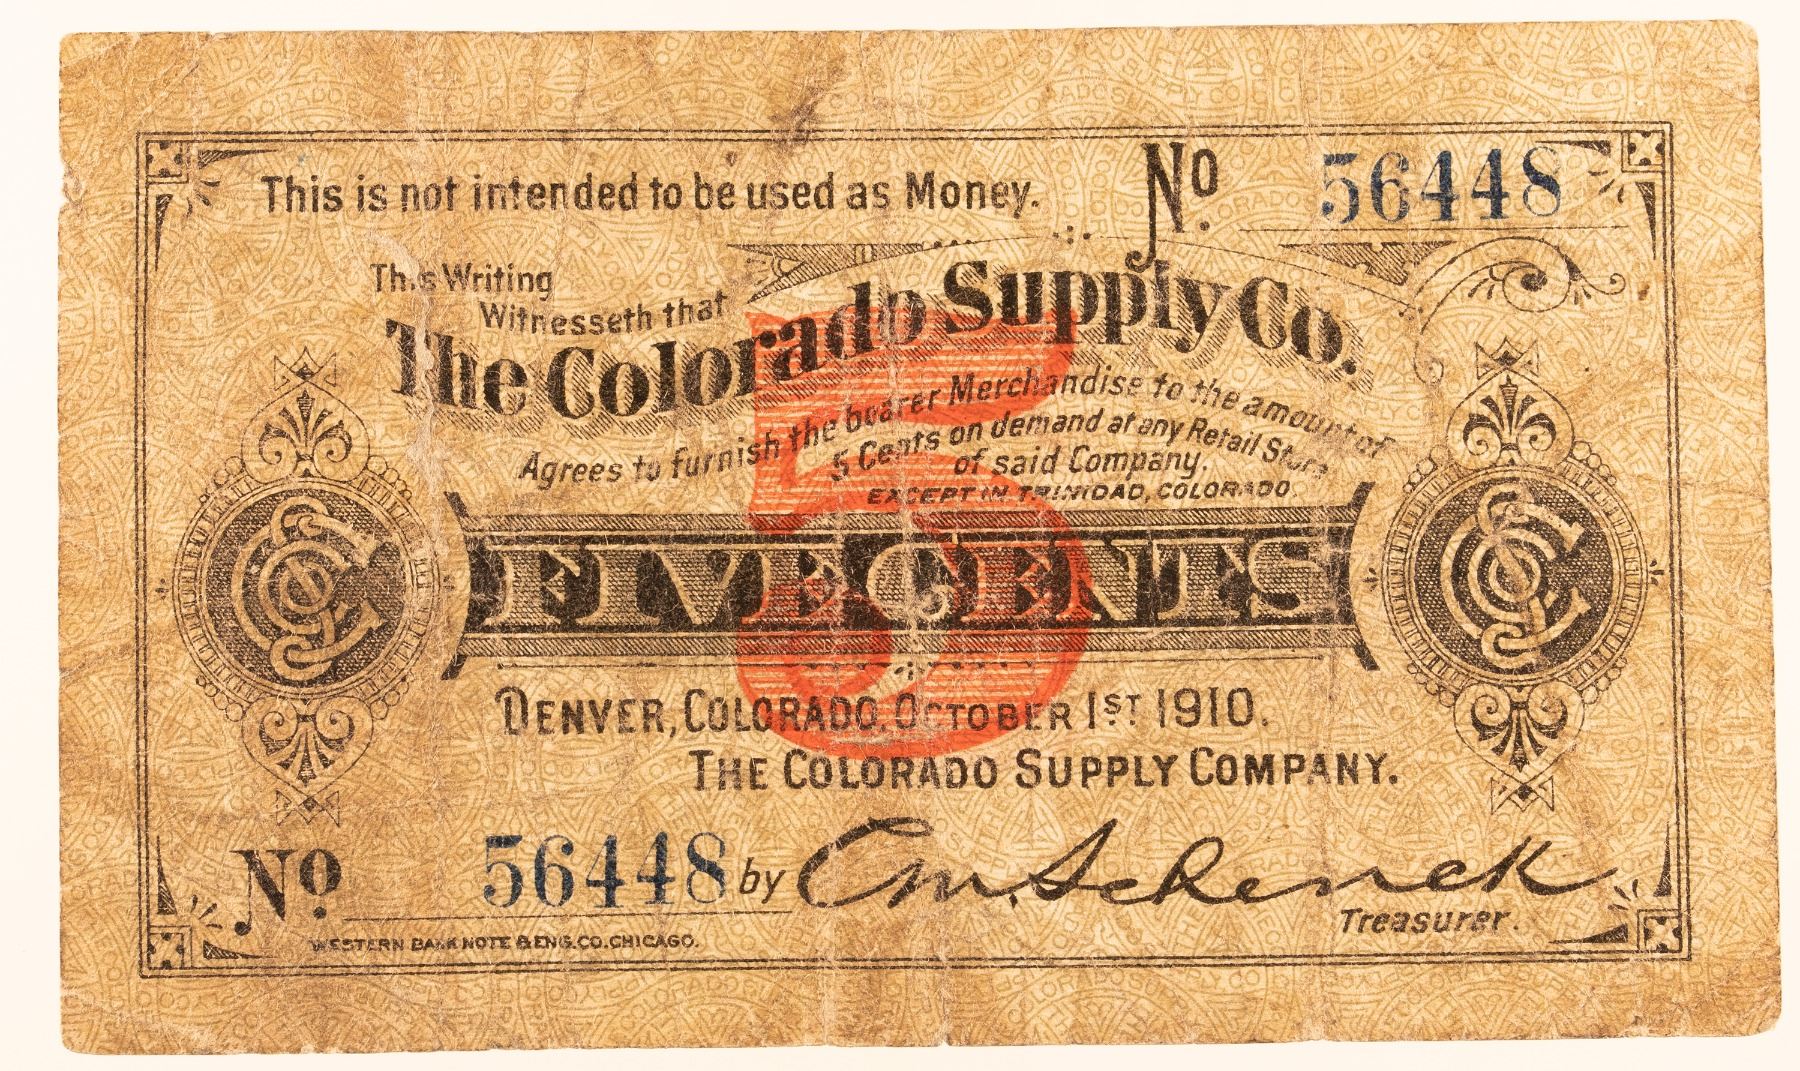 This is not intended to be used as Money.
No. 56448
This Writing
Witnesseth that
The Colorado Supply Co.
Agrees to furnish the bearer Merchandise to the amount of
5 Cents on demand at any Retail Store
of said Company.
EXCEPT IN TRINIDAD, COLORADO.
5
FIVE CENTS
DENVER, COLORADO, OCTOBER 1ST 1910.
THE COLORADO SUPPLY COMPANY.
No. 56448 by C.M. Schenck
Treasurer.
WESTERN BANK NOTE & ENG. CO. CHICAGO.